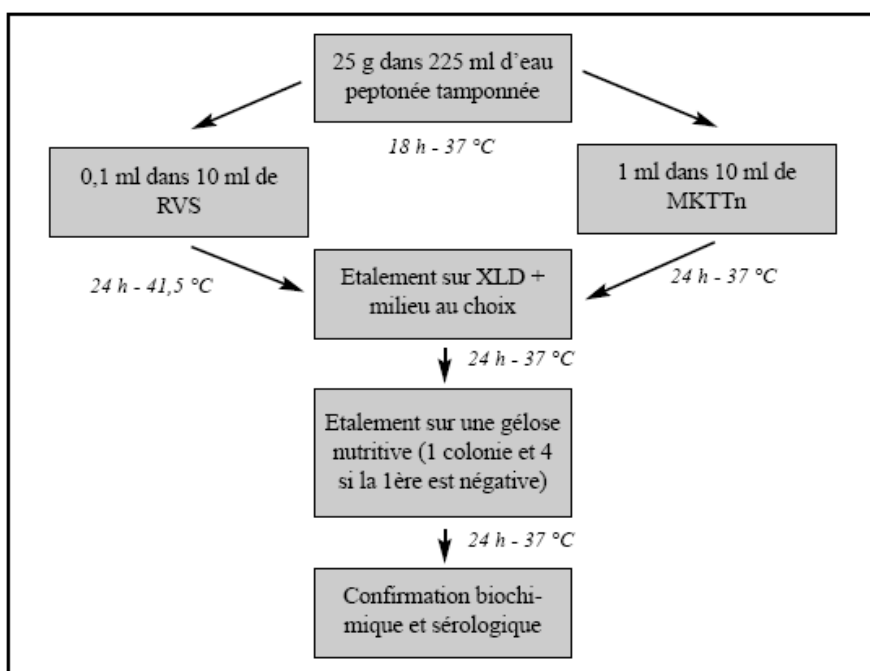 25 g dans 225 ml d'eau
peptonée tamponnée
18 h - 37 °C
0,1 ml dans 10 ml de
RVS
1 ml dans 10 ml de
MKTTn
24 h - 41,5 °C
24 h - 37 °C
Etalement sur XLD +
milieu au choix
24 h - 37 °C
Etalement sur une gélose
nutritive (1 colonie et 4
si la 1ère est négative)
24 h - 37 °C
Confirmation biochi-
mique et sérologique